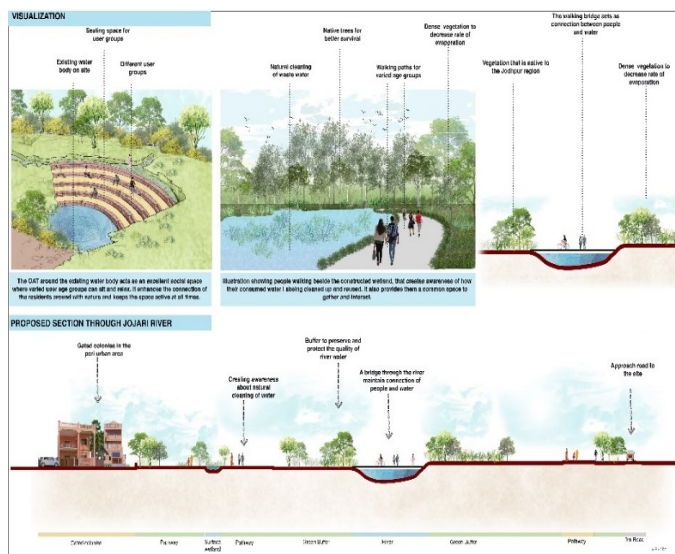 VISUALIZATION
Seating space for
user groups
Existing water
body on site
Different user
groups
Native trees for
better survival
Natural cleaning
of waste water
Walking paths for
varied age groups
Dense vegetation to
decrease rate of
evaporation
The walking bridge acts as
connection between people
and water
Vegetation that is native to
the Jodhpur region
Dense vegetation to
decrease rate of
evaporation
The OAT around the existing water body acts as an excellent social space
where varied user age groups can sit and relax. It enhances the connection of
the residents around with nature and keeps the space active at all times.
Illustration showing people walking beside the constructed wetland, that creates awareness of how
their consumed water is being cleaned up and reused. It also provides them a common space to
gather and interact.
PROPOSED SECTION THROUGH JOJARI RIVER
Gated colonies in the
peri urban area
Creating awareness
about natural
cleaning of water
Buffer to preserve and
protect the quality of
river water
A bridge through the river
maintain connection of
people and water
Approach road to
the site
Pathway
Surface
wetland
Pathway
Green Buffer
River
Green Buffer
Pathway